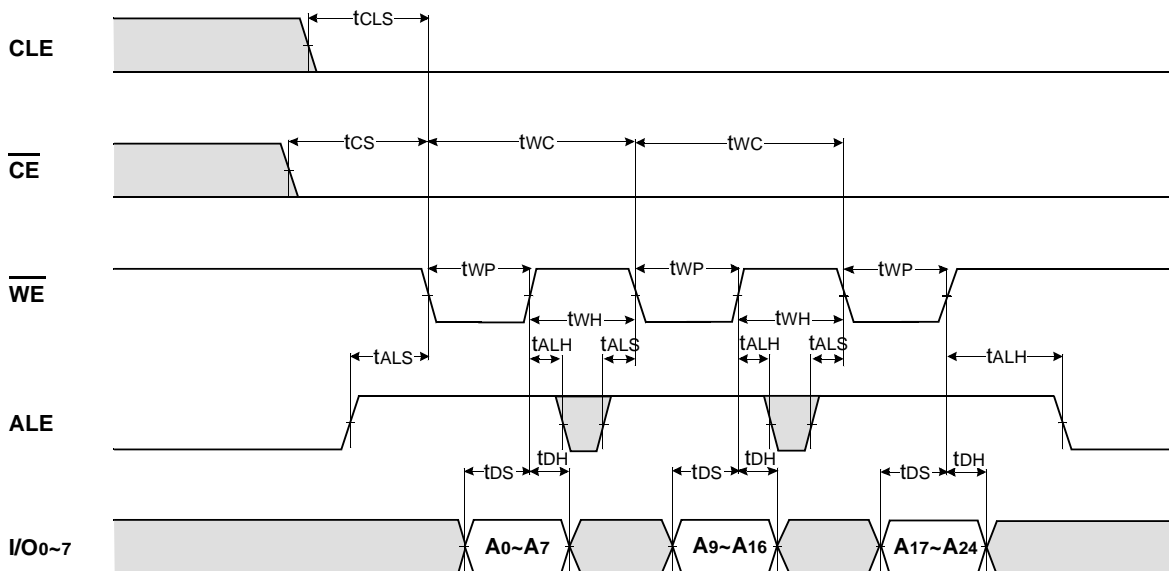 tCLS
CLE
tCS tWC tWC
CE
tWP tWP tWP
WE
tWH tWH
tALH tALS tALH tALS
tALS tALH
ALE
tDS tDH tDS tDH tDS tDH
I/O0~7 A0~A7 A9~A16 A17~A24